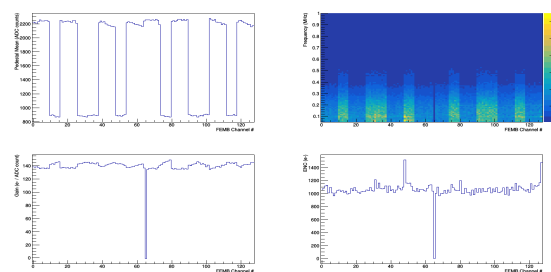 Pedestal Mean (ADC counts)
2200
2000
1800
1600
1400
1200
1000
800
0 20 40 60 80 100 120
FEMB Channel #
Frequency (MHz)
1
0.9
0.8
0.7
0.6
0.5
0.4
0.3
0.2
0.1
0 20 40 60 80 100 120
FEMB Channel #
Gain (e- / ADC count)
140
120
100
80
60
40
20
0
0 20 40 60 80 100 120
FEMB Channel #
ENC (e-)
1600
1400
1200
1000
800
600
400
200
0
0 20 40 60 80 100 120
FEMB Channel #